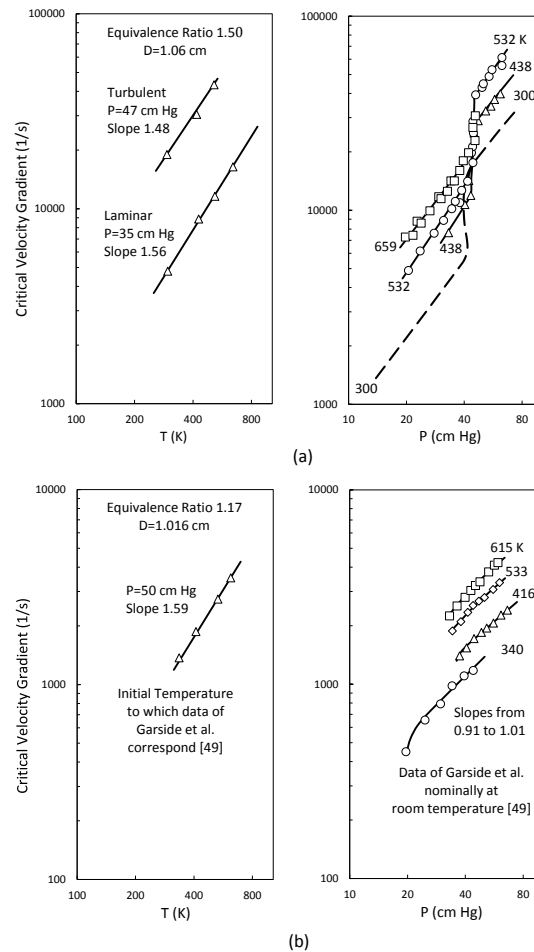 100000
10000
1000
Critical Velocity Gradient (1/s)
Equivalence Ratio 1.50
D=1.06 cm
Turbulent
P=47 cm Hg
Slope 1.48
Laminar
P=35 cm Hg
Slope 1.56
100 200 400 800
T (K)
100000
10000
1000
532 K
438
300
659
532
438
300
10 20 40 80
P (cm Hg)
(a)
10000
1000
100
Critical Velocity Gradient (1/s)
Equivalence Ratio 1.17
D=1.016 cm
P=50 cm Hg
Slope 1.59
Initial Temperature
to which data of
Garside et al.
correspond [49]
100 200 400 800
T (K)
10000
1000
100
615 K
533
416
340
Slopes from
0.91 to 1.01
Data of Garside et al.
nominally at
room temperature [49]
10 20 40 80
P (cm Hg)
(b)